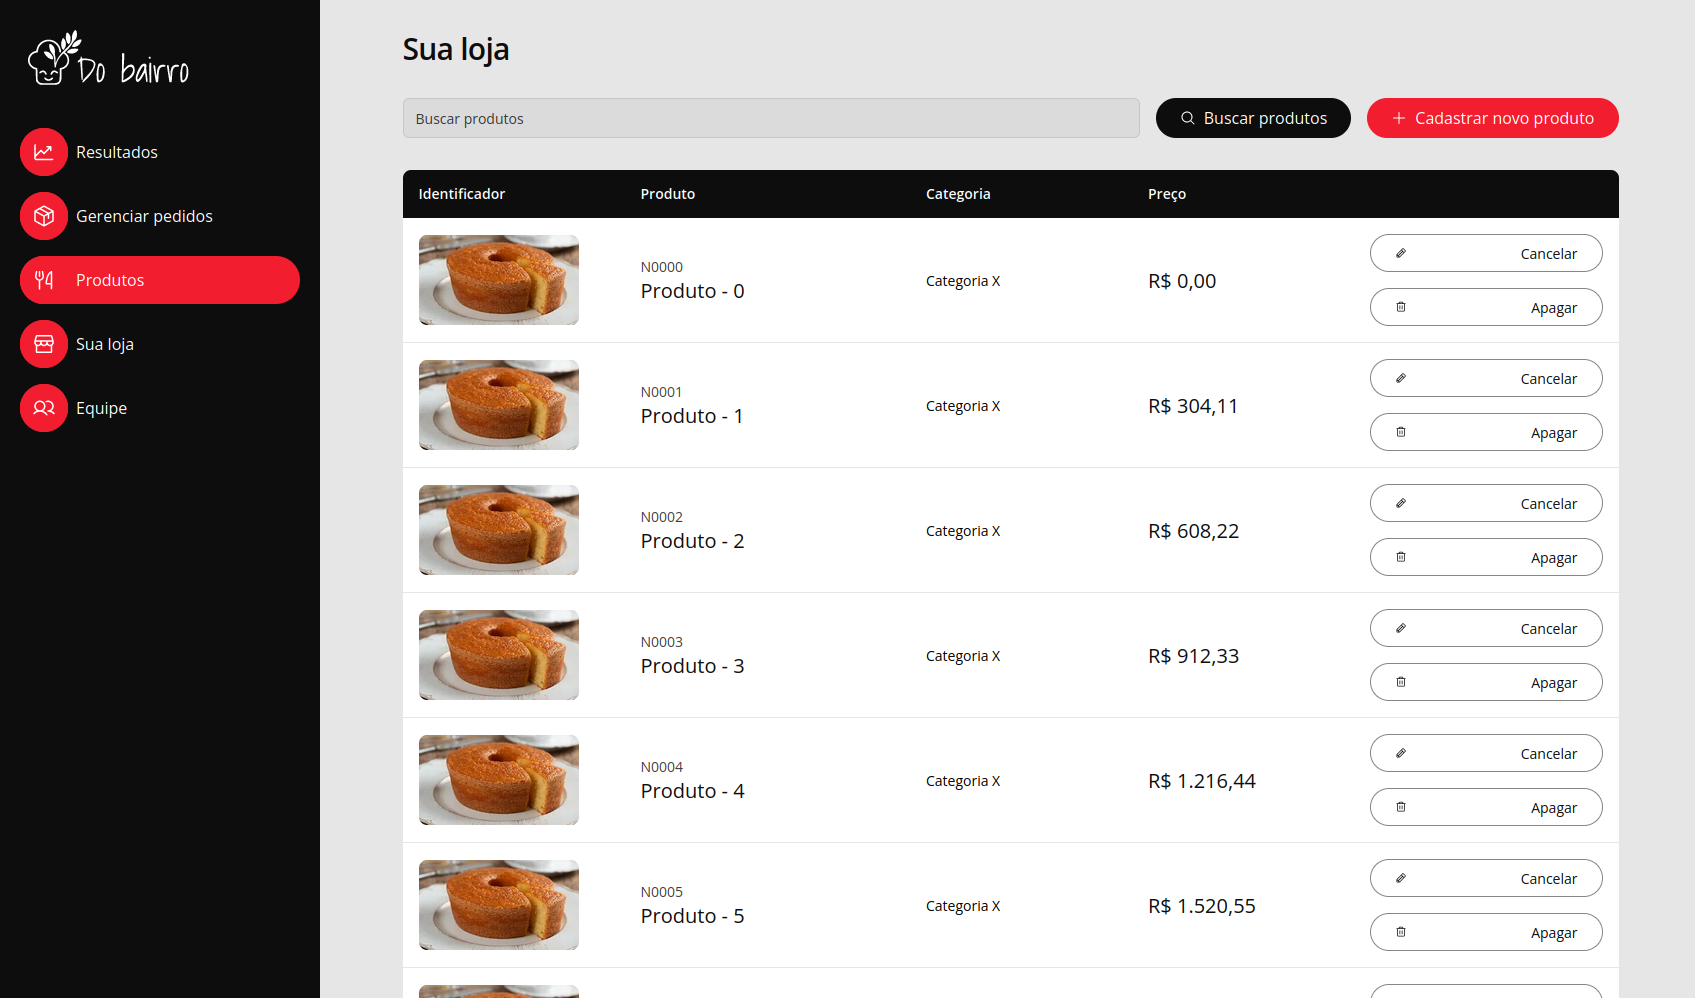 Do bairro
Resultados
Gerenciar pedidos
Produtos
Sua loja
Equipe
Sua loja
Buscar produtos
Buscar produtos
Cadastrar novo produto
Identificador Produto Categoria Preço
N0000
Produto - 0
Categoria X
R$ 0,00
Cancelar
Apagar
N0001
Produto - 1
Categoria X
R$ 304,11
Cancelar
Apagar
N0002
Produto - 2
Categoria X
R$ 608,22
Cancelar
Apagar
N0003
Produto - 3
Categoria X
R$ 912,33
Cancelar
Apagar
N0004
Produto - 4
Categoria X
R$ 1.216,44
Cancelar
Apagar
N0005
Produto - 5
Categoria X
R$ 1.520,55
Cancelar
Apagar